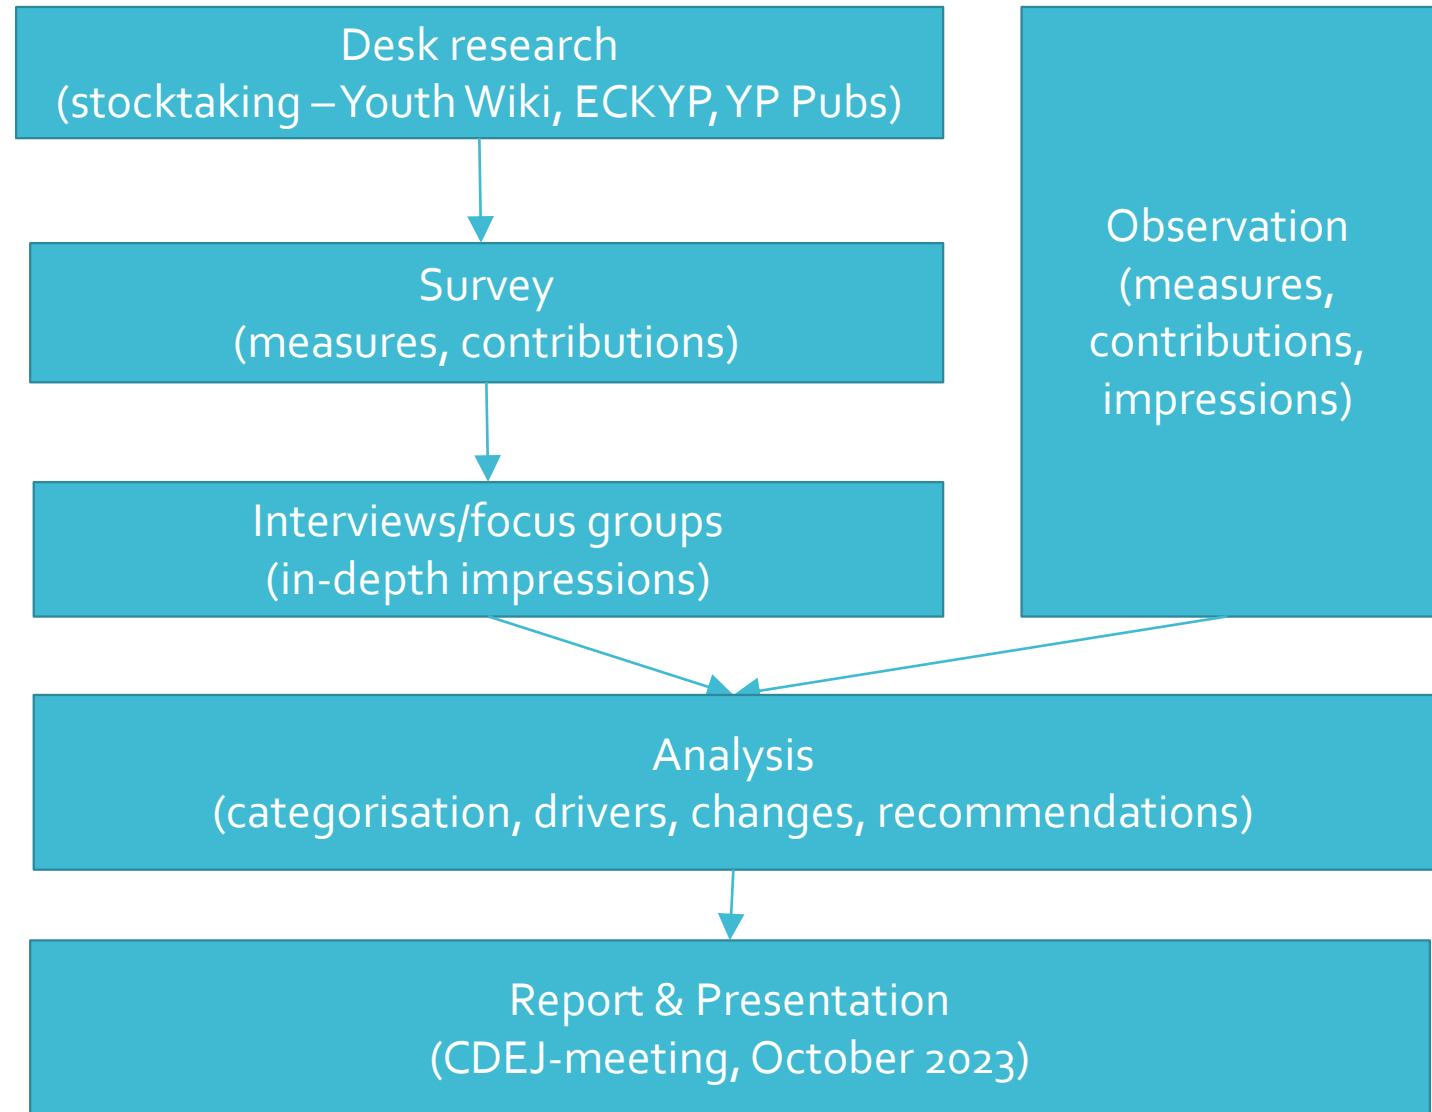 Desk research
(stocktaking – Youth Wiki, ECKYP, YP Pubs)
Survey
(measures, contributions)
Interviews/focus groups
(in-depth impressions)
Observation
(measures,
contributions,
impressions)
Analysis
(categorisation, drivers, changes, recommendations)
Report & Presentation
(CDEJ-meeting, October 2023)